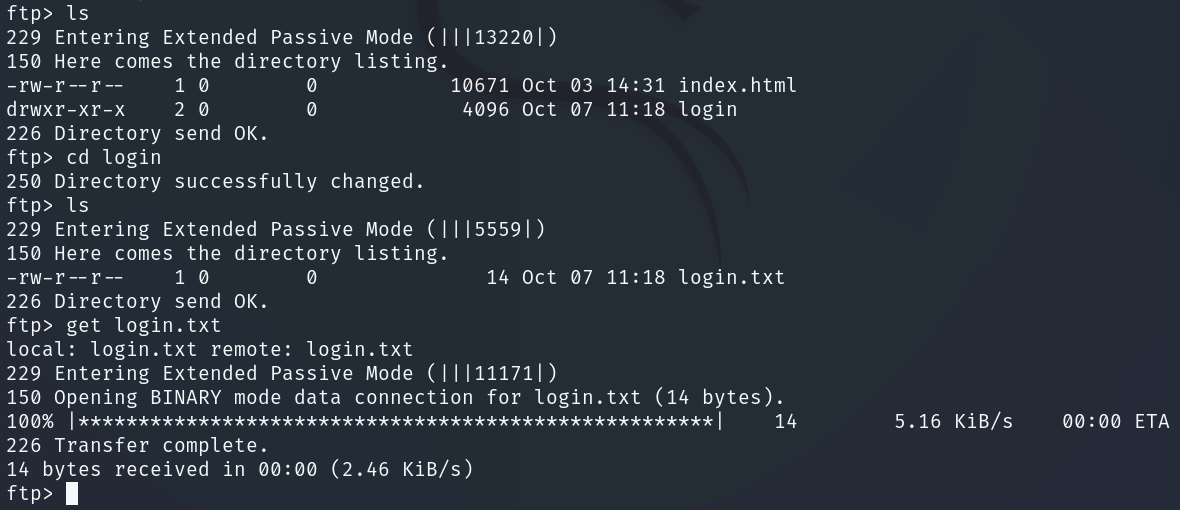 ftp> ls
229 Entering Extended Passive Mode (|||13220|)
150 Here comes the directory listing.
-rw-r--r--    1 0        0           10671 Oct 03 14:31 index.html
drwxr-xr-x    2 0        0            4096 Oct 07 11:18 login
226 Directory send OK.
ftp> cd login
250 Directory successfully changed.
ftp> ls
229 Entering Extended Passive Mode (|||5559|)
150 Here comes the directory listing.
-rw-r--r--    1 0        0              14 Oct 07 11:18 login.txt
226 Directory send OK.
ftp> get login.txt
local: login.txt remote: login.txt
229 Entering Extended Passive Mode (|||11171|)
150 Opening BINARY mode data connection for login.txt (14 bytes).
100% |*****************************************************|    14        5.16 KiB/s    00:00 ETA
226 Transfer complete.
14 bytes received in 00:00 (2.46 KiB/s)
ftp>